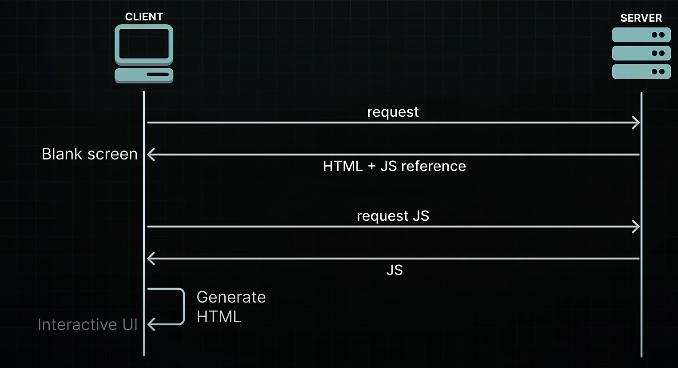 CLIENT
SERVER
request
Blank screen
HTML + JS reference
request JS
JS
Generate
HTML
Interactive UI